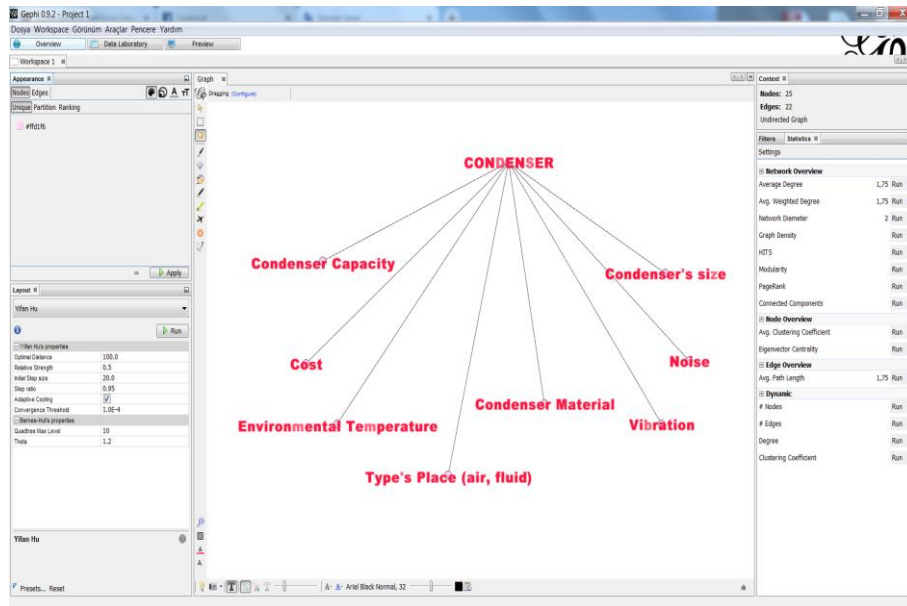 Gephi 0.9.2 - Project 1
Dosya Workspace Görünüm Araçlar Pencere Yardım
Overview Data Laboratory Preview
Workspace 1
Appearance
Nodes Edges
Unique Partition Ranking
#ffd1f6
Apply
Layout
Yifan Hu
Run
Yifan Hu's properties
Optimal Distance 100.0
Relative Strength 0.5
Initial Step size 20.0
Step ratio 0.95
Adaptive Cooling
Convergence Threshold 1.0E-4
Barnes-Hut's properties
Quadtree Max Level 10
Theta 1.2
Yifan Hu
Presets... Reset
Graph
Dragging (Configure)
CONDENSER
Condenser Capacity
Condenser's size
Cost
Noise
Condenser Material
Environmental Temperature
Vibration
Type's Place (air, fluid)
A- A- Arial Black Normal, 32
Context
Nodes: 25
Edges: 22
Undirected Graph
Filters Statistics
Settings
Network Overview
Average Degree 1,75 Run
Avg. Weighted Degree 1,75 Run
Network Diameter 2 Run
Graph Density Run
HITS Run
Modularity Run
PageRank Run
Connected Components Run
Node Overview
Avg. Clustering Coefficient Run
Eigenvector Centrality Run
Edge Overview
Avg. Path Length 1,75 Run
Dynamic
# Nodes Run
# Edges Run
Degree Run
Clustering Coefficient Run